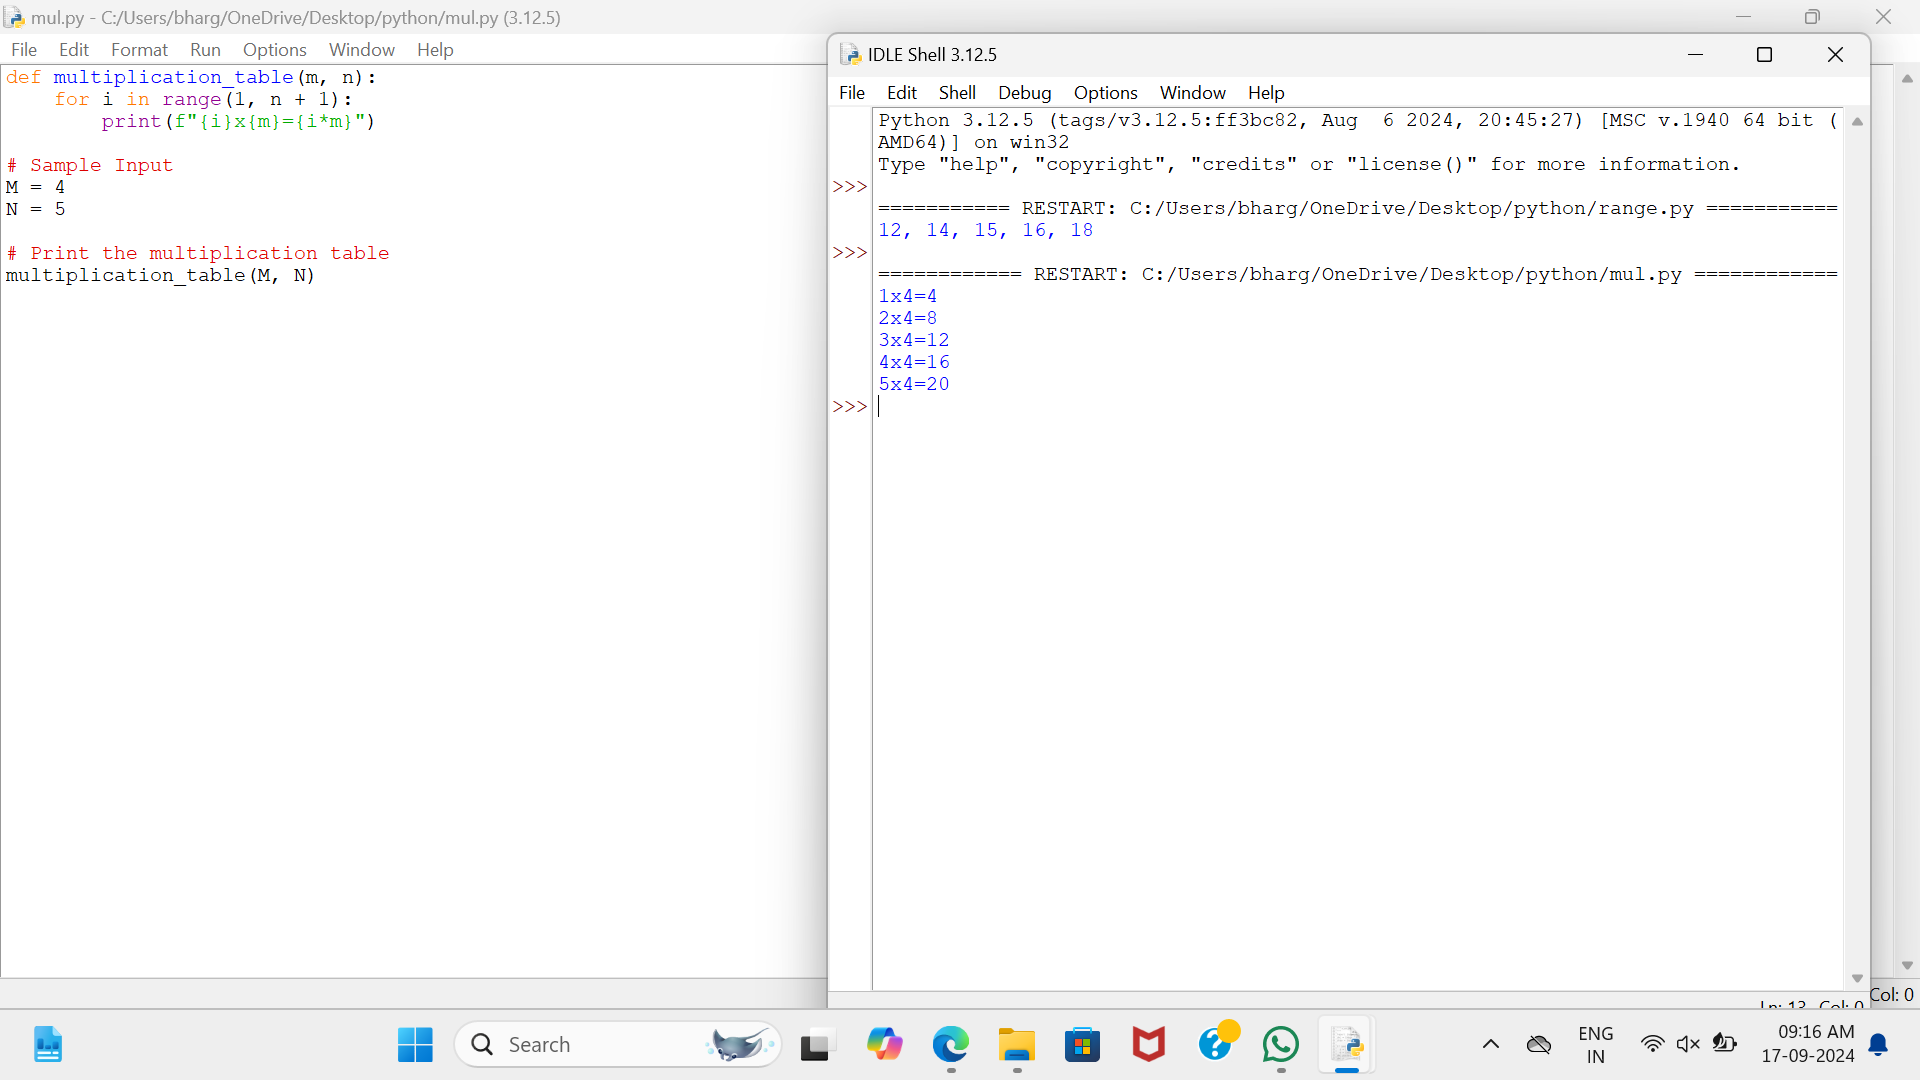 mul.py - C:/Users/bharg/OneDrive/Desktop/python/mul.py (3.12.5)
File Edit Format Run Options Window Help
def multiplication_table(m, n):
    for i in range(1, n + 1):
        print(f"{i}x{m}={i*m}")
# Sample Input
M = 4
N = 5
# Print the multiplication table
multiplication_table(M, N)
IDLE Shell 3.12.5
File Edit Shell Debug Options Window Help
Python 3.12.5 (tags/v3.12.5:ff3bc82, Aug  6 2024, 20:45:27) [MSC v.1940 64 bit (
AMD64)] on win32
Type "help", "copyright", "credits" or "license()" for more information.
>>>
=========== RESTART: C:/Users/bharg/OneDrive/Desktop/python/range.py ===========
12, 14, 15, 16, 18
>>>
============ RESTART: C:/Users/bharg/OneDrive/Desktop/python/mul.py ============
1x4=4
2x4=8
3x4=12
4x4=16
5x4=20
>>>
Ln: 13 Col: 0
Col: 0
Search
ENG
IN
09:16 AM
17-09-2024